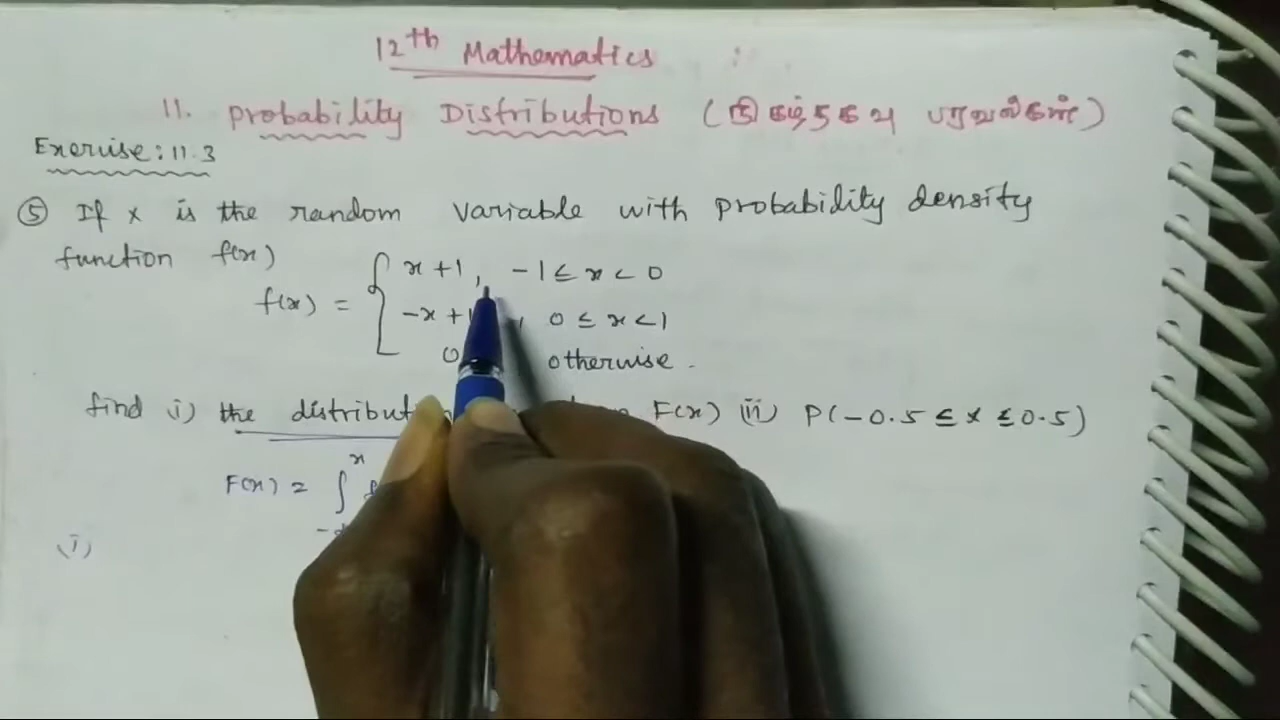 12th Mathematics
11. Probability Distributions (நிகழ்தகவு பரவல்கள்)
Exercise: 11.3
⑤ If x is the random variable with probability density
function f(x)
f(x) = { x + 1, -1 ≤ x < 0
-x + 1, 0 ≤ x < 1
0 otherwise.
find i) the F(x) (ii) P(-0.5 ≤ x ≤ 0.5)
F(x) = ∫ x
(i)